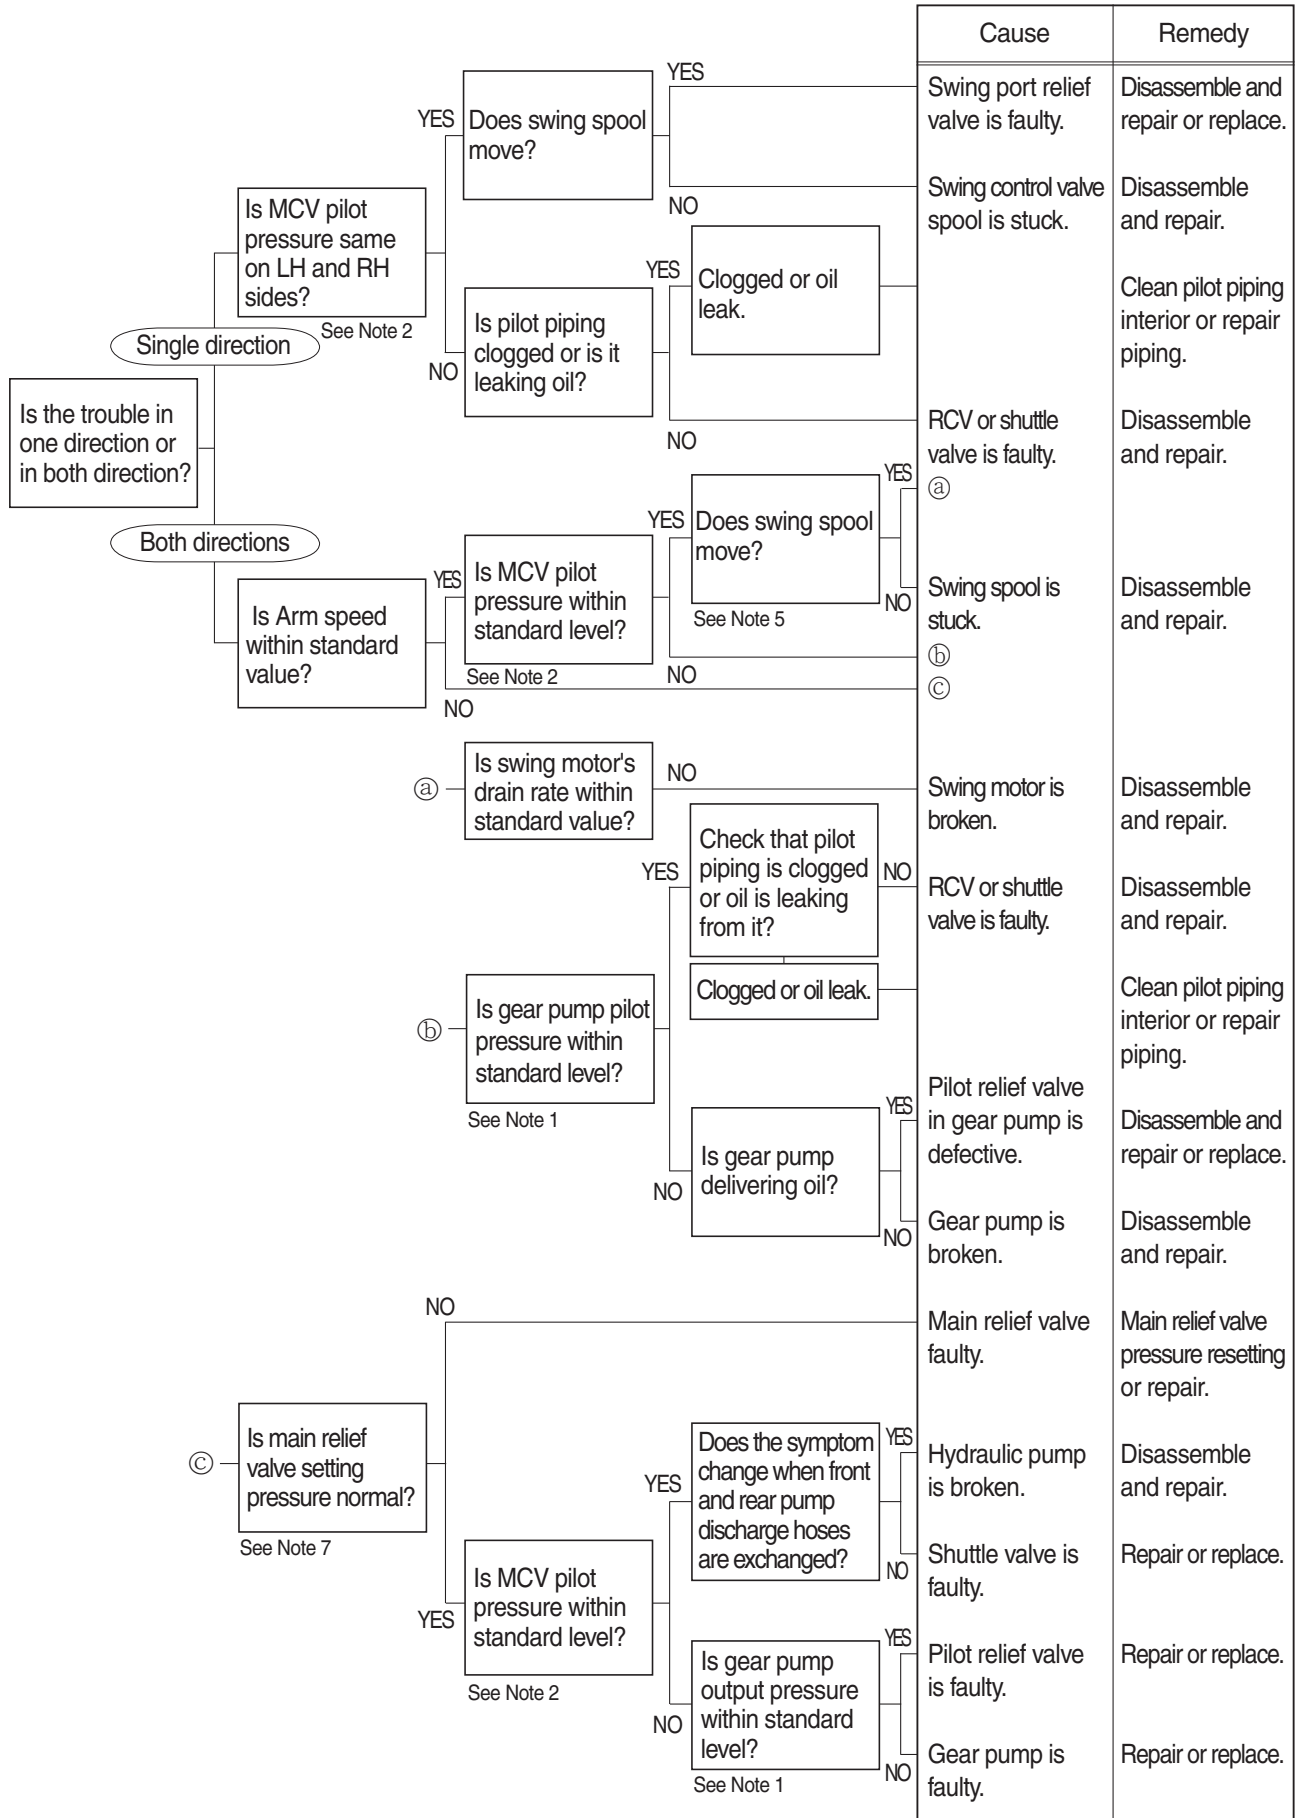 Cause
Remedy
YES
Swing port relief
valve is faulty.
Disassemble and
repair or replace.
YES
Does swing spool
move?
NO
Swing control valve
spool is stuck.
Disassemble
and repair.
Is MCV pilot
pressure same
on LH and RH
sides?
See Note 2
YES
Clogged or oil
leak.
Clean pilot piping
interior or repair
piping.
Single direction
NO
Is pilot piping
clogged or is it
leaking oil?
NO
RCV or shuttle
valve is faulty.
Disassemble
and repair.
Is the trouble in
one direction or
in both direction?
Both directions
YES
Does swing spool
move?
See Note 5
YES
ⓐ
NO
Swing spool is
stuck.
Disassemble
and repair.
Is Arm speed
within standard
value?
YES
Is MCV pilot
pressure within
standard level?
See Note 2
NO
ⓑ
NO
ⓒ
ⓐ
Is swing motor's
drain rate within
standard value?
NO
Swing motor is
broken.
Disassemble
and repair.
YES
Check that pilot
piping is clogged
or oil is leaking
from it?
NO
RCV or shuttle
valve is faulty.
Disassemble
and repair.
Clogged or oil leak.
Clean pilot piping
interior or repair
piping.
ⓑ
Is gear pump pilot
pressure within
standard level?
See Note 1
NO
Is gear pump
delivering oil?
YES
Pilot relief valve
in gear pump is
defective.
Disassemble and
repair or replace.
NO
Gear pump is
broken.
Disassemble
and repair.
NO
Main relief valve
faulty.
Main relief valve
pressure resetting
or repair.
ⓒ
Is main relief
valve setting
pressure normal?
See Note 7
YES
Does the symptom
change when front
and rear pump
discharge hoses
are exchanged?
YES
Hydraulic pump
is broken.
Disassemble
and repair.
NO
Shuttle valve is
faulty.
Repair or replace.
YES
Is MCV pilot
pressure within
standard level?
See Note 2
NO
Is gear pump
output pressure
within standard
level?
See Note 1
YES
Pilot relief valve
is faulty.
Repair or replace.
NO
Gear pump is
faulty.
Repair or replace.